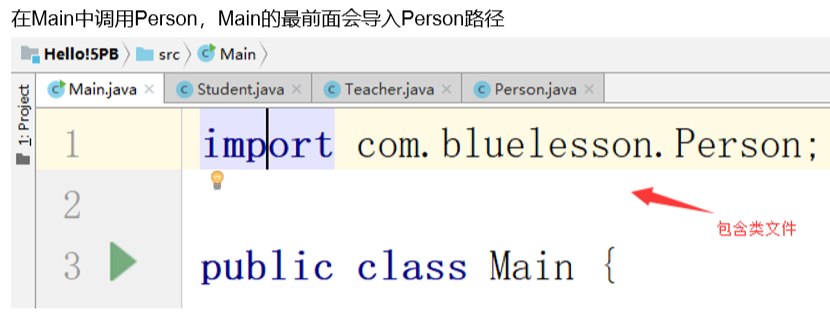 在Main中调用Person，Main的最前面会导入Person路径
Hello!5PB src Main
Main.java Student.java Teacher.java Person.java
1: Project
1 import com.bluelesson.Person;
包含类文件
2
3 public class Main {